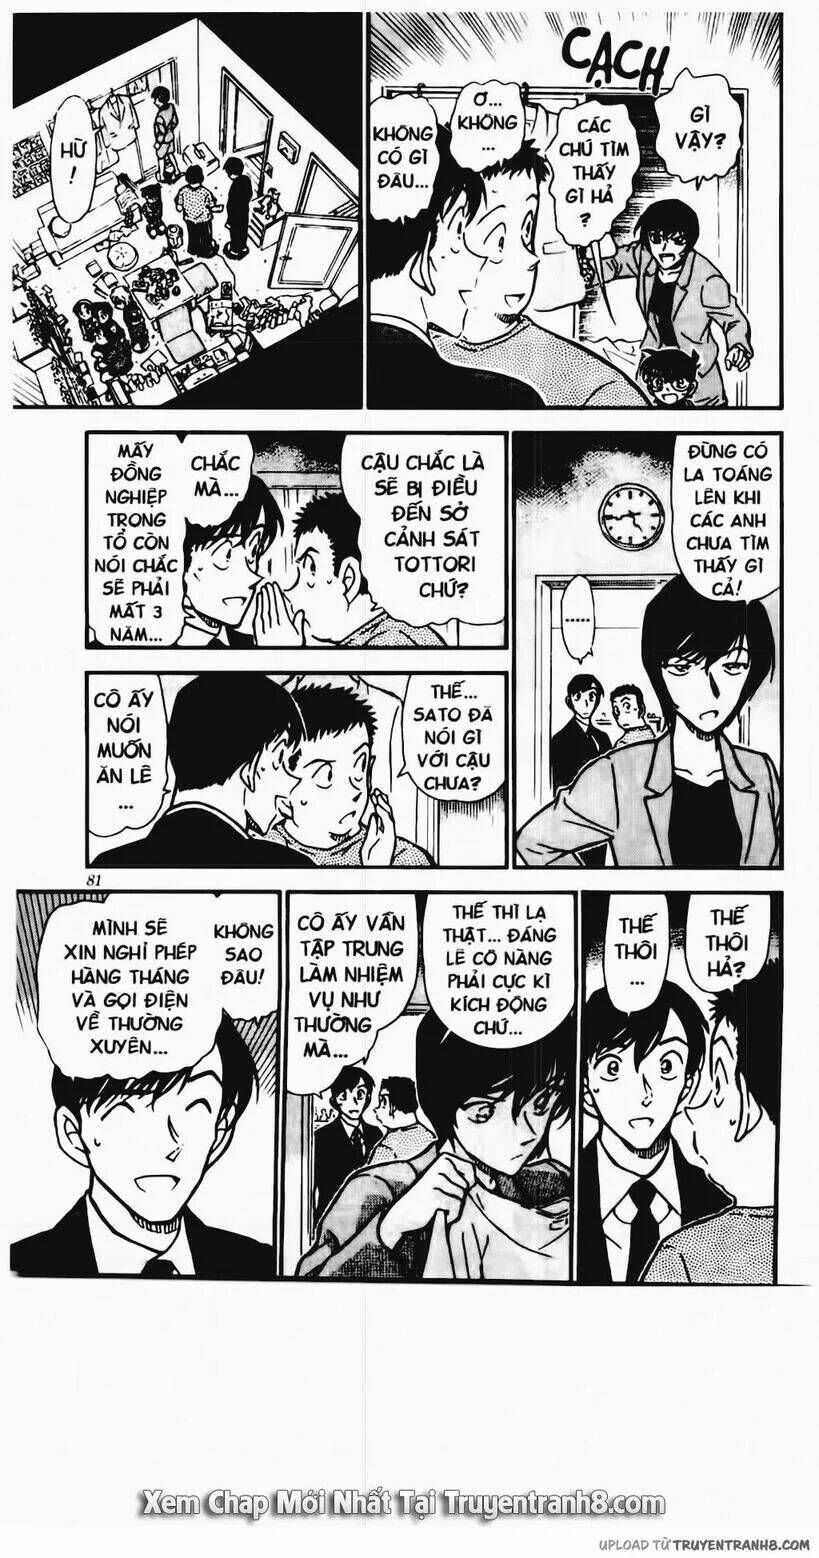 CẠCH
GÌ
VẬY?
CÁC
CHÚ TÌM
THẤY
GÌ HẢ
?
Ơ...
KHÔNG
...
KHÔNG
CÓ GÌ
ĐÂU...
HỪ
!
ĐỪNG CÓ
LA TOÁNG
LÊN KHI
CÁC ANH
CHƯA TÌM
THẤY GÌ
CẢ!
.....
CẬU CHẮC LÀ
SẼ BỊ ĐIỀU
ĐẾN SỞ
CẢNH SÁT
TOTTORI
CHỨ?
CHẮC
MÀ...
MẤY
ĐỒNG
NGHIỆP
TRONG
TỔ CÒN
NÓI CHẮC
SẼ PHẢI
MẤT 3
NĂM...
THẾ...
SATO ĐÃ
NÓI GÌ
VỚI CẬU
CHƯA?
CÔ ẤY
NÓI
MUỐN
ĂN LÊ
...
81
THẾ
THÔI
HẢ?
THẾ
THÔI
...
THẾ THÌ LẠ
THẬT... ĐÁNG
LẼ CÔ NÀNG
PHẢI CỰC KÌ
KÍCH ĐỘNG
CHỨ...
CÔ ẤY VẪN
TẬP TRUNG
LÀM NHIỆM
VỤ NHƯ
THƯỜNG
MÀ...
KHÔNG
SAO
ĐÂU!
MÌNH SẼ
XIN NGHỈ PHÉP
HÀNG THÁNG
VÀ GỌI ĐIỆN
VỀ THƯỜNG
XUYÊN...
Xem Chap Mới Nhất Tại Truyentranh8.com
UPLOAD TỪ TRUYENTRANH8.COM